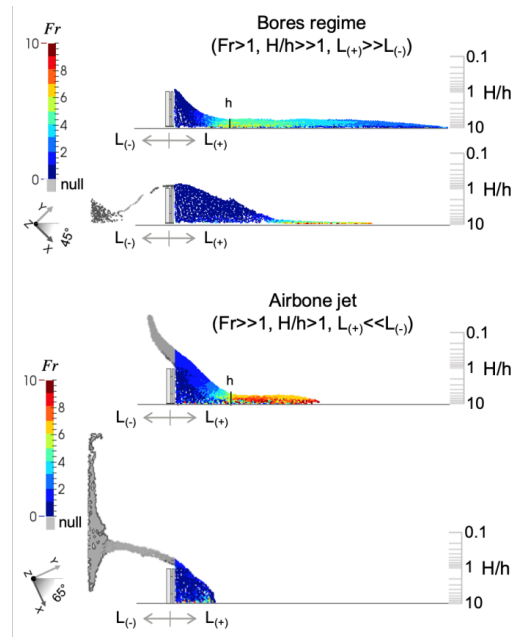 Bores regime
(Fr>1, H/h>>1, L(+)>>L(-))
Fr
10
8
6
4
2
0
null
h
L(-) L(+)
0.1
1 H/h
10
0.1
1 H/h
10
L(-) L(+)
Z Y X 45°
Airbone jet
(Fr>>1, H/h>1, L(+)<<L(-))
0.1
1 H/h
10
h
L(-) L(+)
Fr
10
8
6
4
2
0
null
0.1
1 H/h
10
L(-) L(+)
Z Y X 65°